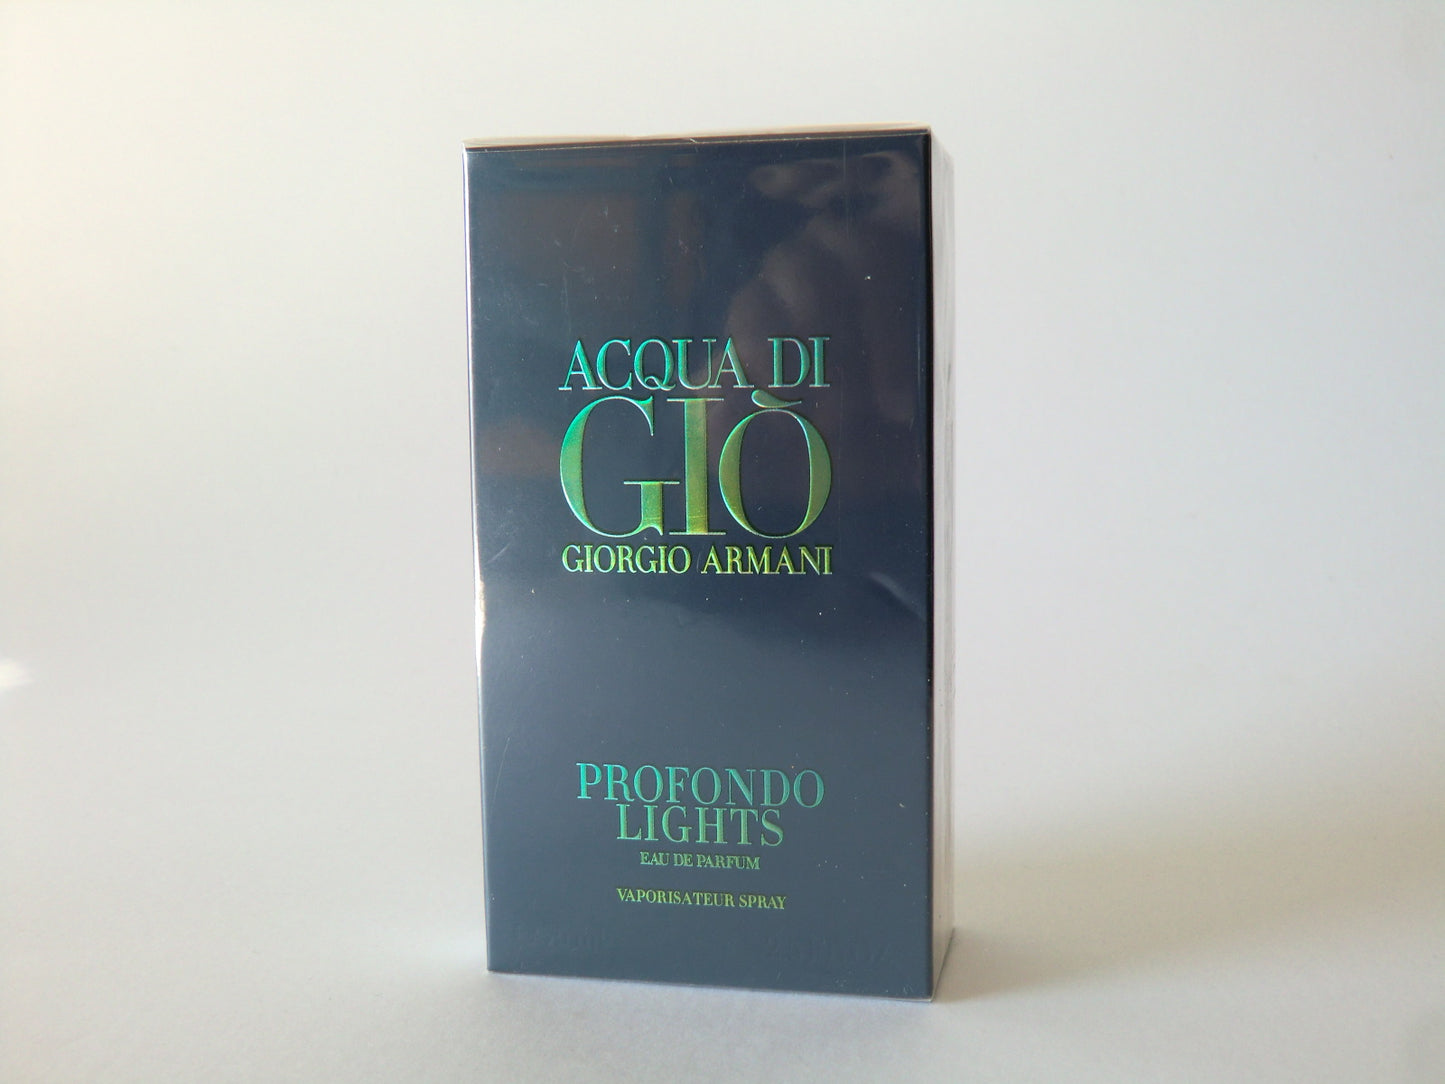 ACQUA DI
GIÒ
GIORGIO ARMANI
PROFONDO
LIGHTS
EAU DE PARFUM
VAPORISATEUR SPRAY